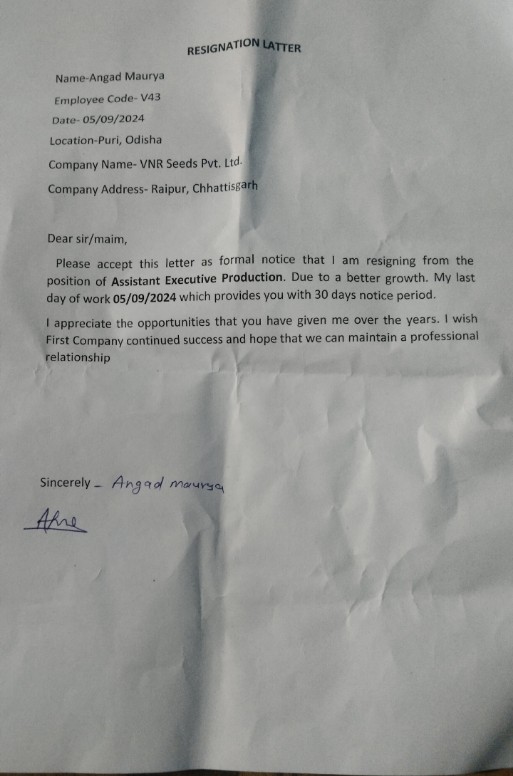 RESIGNATION LATTER
Name-Angad Maurya
Employee Code- V43
Date- 05/09/2024
Location-Puri, Odisha
Company Name- VNR Seeds Pvt. Ltd.
Company Address- Raipur, Chhattisgarh
Dear sir/maim,
Please accept this letter as formal notice that I am resigning from the
position of Assistant Executive Production. Due to a better growth. My last
day of work 05/09/2024 which provides you with 30 days notice period.
I appreciate the opportunities that you have given me over the years. I wish
First Company continued success and hope that we can maintain a professional
relationship
Sincerely - Angad maurya